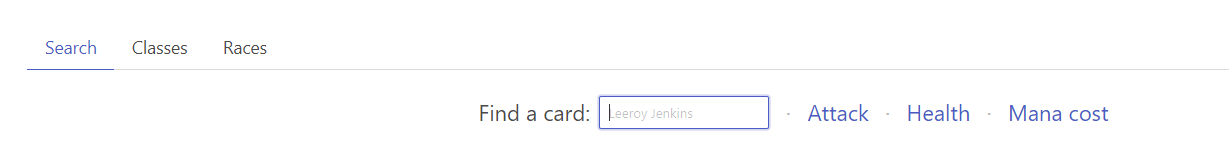 Search Classes Races
Find a card: Leeroy Jenkins · Attack · Health · Mana cost